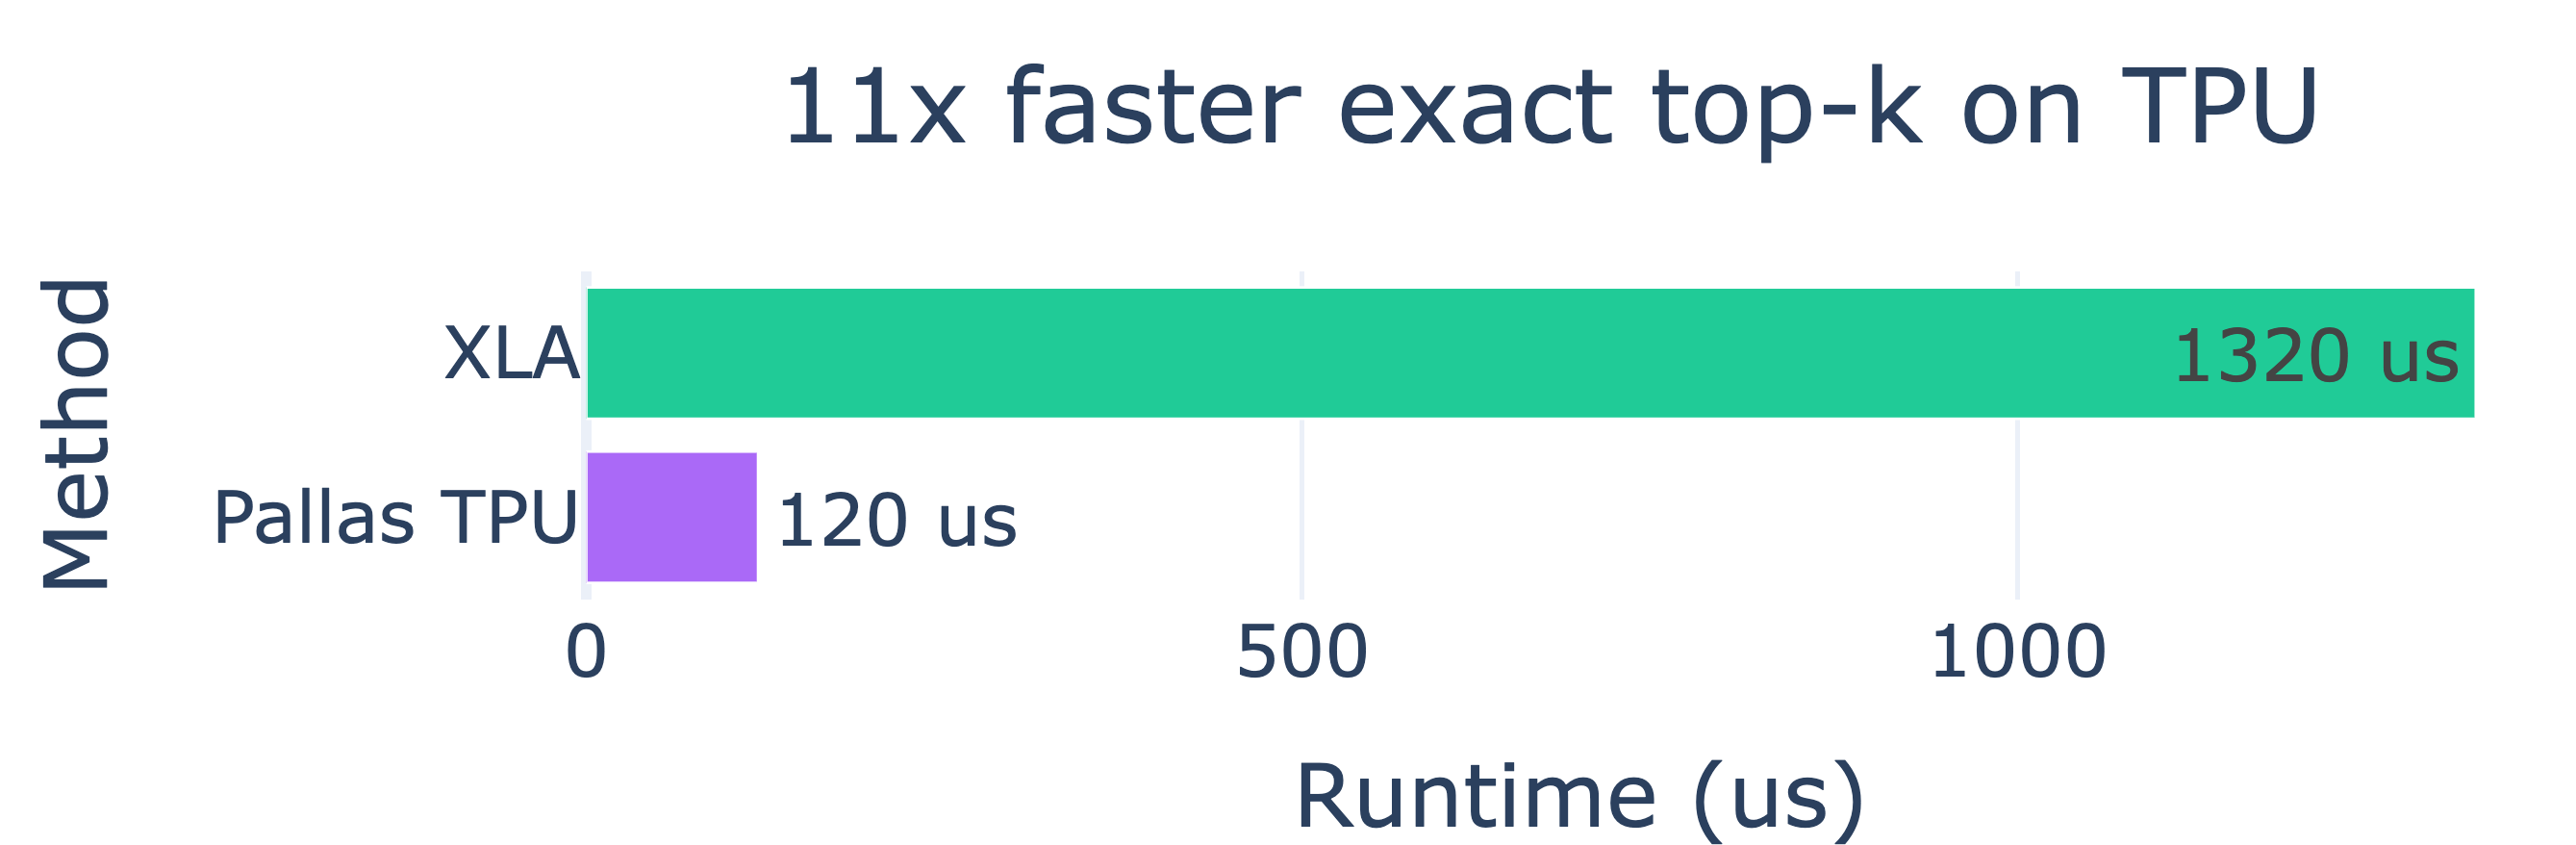 11x faster exact top-k on TPU
Method
XLA
1320 us
Pallas TPU
120 us
0
500
1000
Runtime (us)